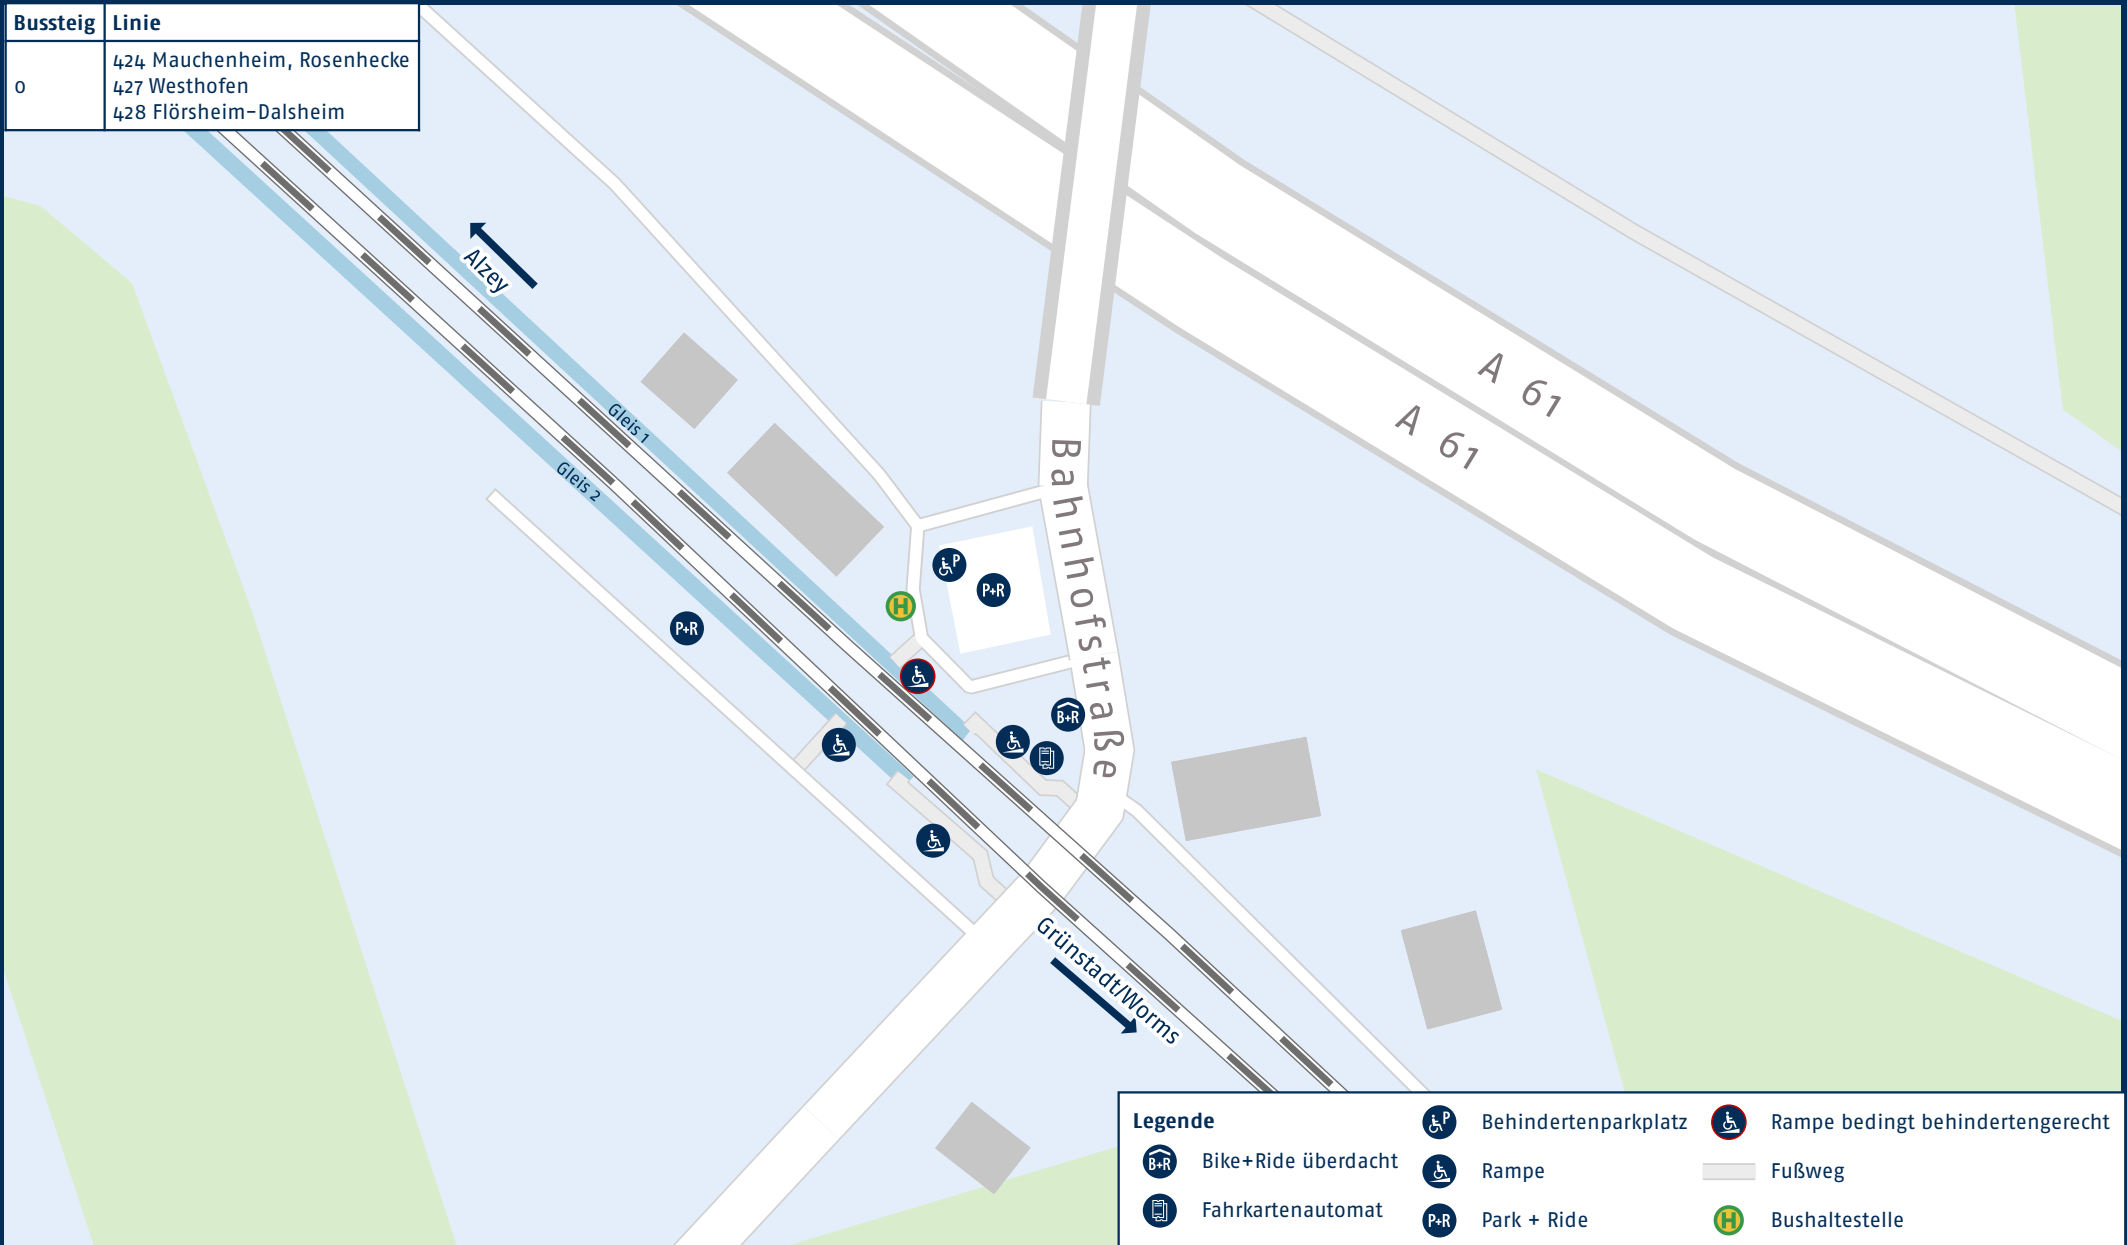 Bussteig Linie
0
424 Mauchenheim, Rosenhecke
427 Westhofen
428 Flörsheim-Dalsheim
Alzey
Gleis 1
Gleis 2
A 61
A 61
Bahnhofstraße
P
P+R
H
P+R
B+R
Grünstadt/Worms
Legende
B+R Bike+Ride überdacht
Fahrkartenautomat
P Behindertenparkplatz
Rampe
P+R Park + Ride
Rampe bedingt behindertengerecht
Fußweg
H Bushaltestelle